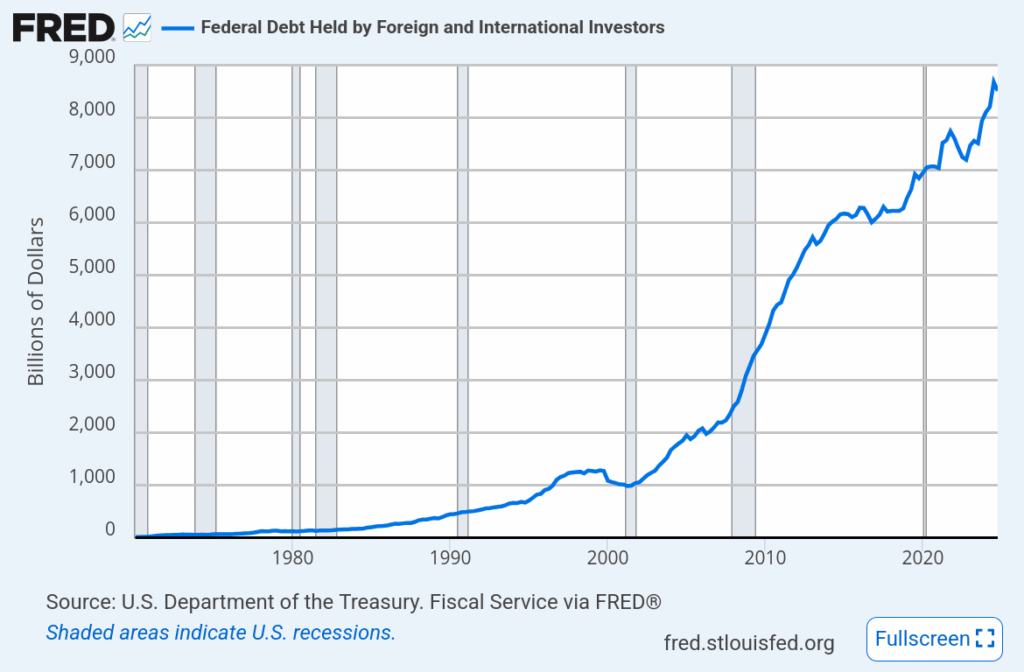 FRED
Federal Debt Held by Foreign and International Investors
9,000
8,000
7,000
6,000
5,000
4,000
3,000
2,000
1,000
0
Billions of Dollars
1980 1990 2000 2010 2020
Source: U.S. Department of the Treasury. Fiscal Service via FRED®
Shaded areas indicate U.S. recessions.
fred.stlouisfed.org
Fullscreen